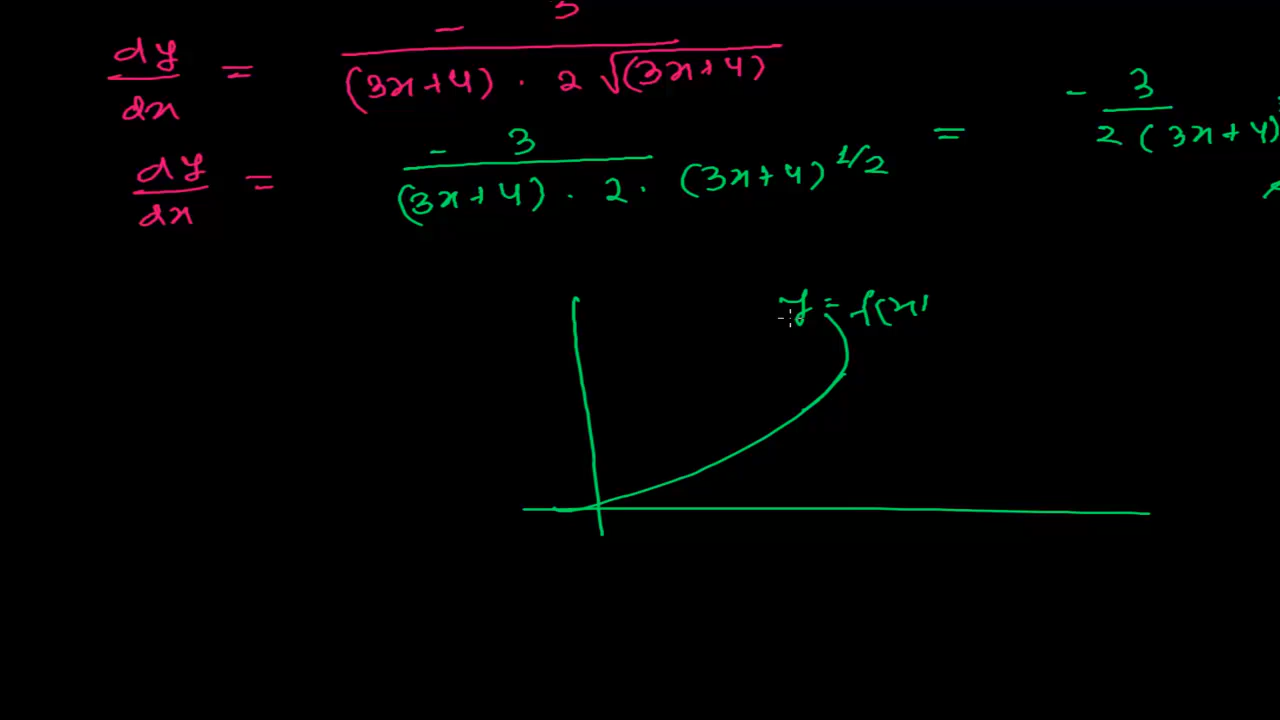 dy/dx = - 3 / (3x+4) · 2 √(3x+4)
dy/dx = - 3 / (3x+4) · 2 · (3x+4)^1/2 = - 3 / 2 (3x+4)
y = f(x)